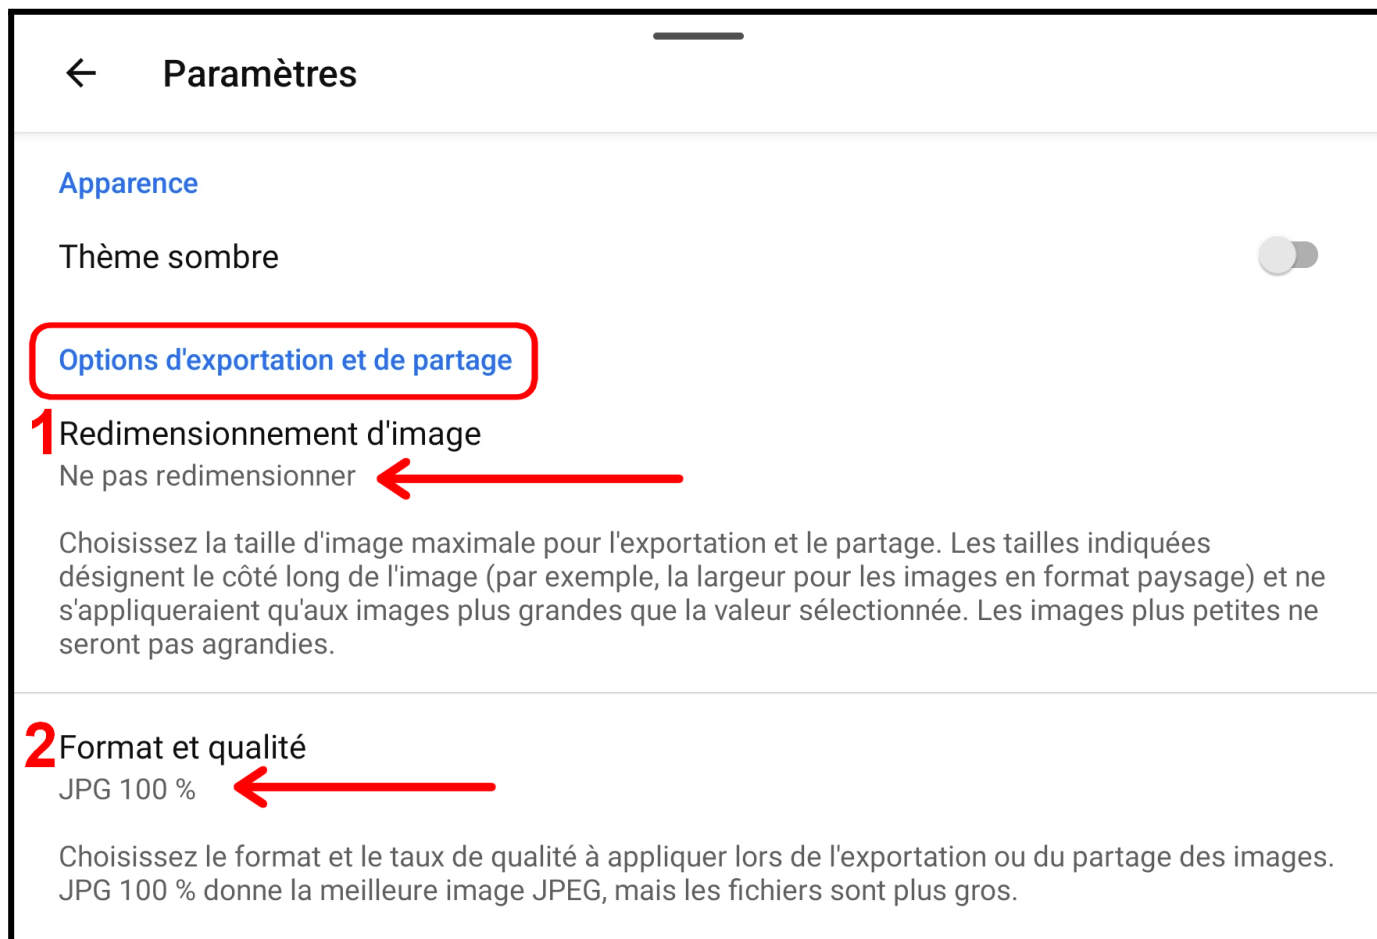 Paramètres
Apparence
Thème sombre
Options d'exportation et de partage
1 Redimensionnement d'image
Ne pas redimensionner
Choisissez la taille d'image maximale pour l'exportation et le partage. Les tailles indiquées
désignent le côté long de l'image (par exemple, la largeur pour les images en format paysage) et ne
s'appliqueraient qu'aux images plus grandes que la valeur sélectionnée. Les images plus petites ne
seront pas agrandies.
2 Format et qualité
JPG 100 %
Choisissez le format et le taux de qualité à appliquer lors de l'exportation ou du partage des images.
JPG 100 % donne la meilleure image JPEG, mais les fichiers sont plus gros.